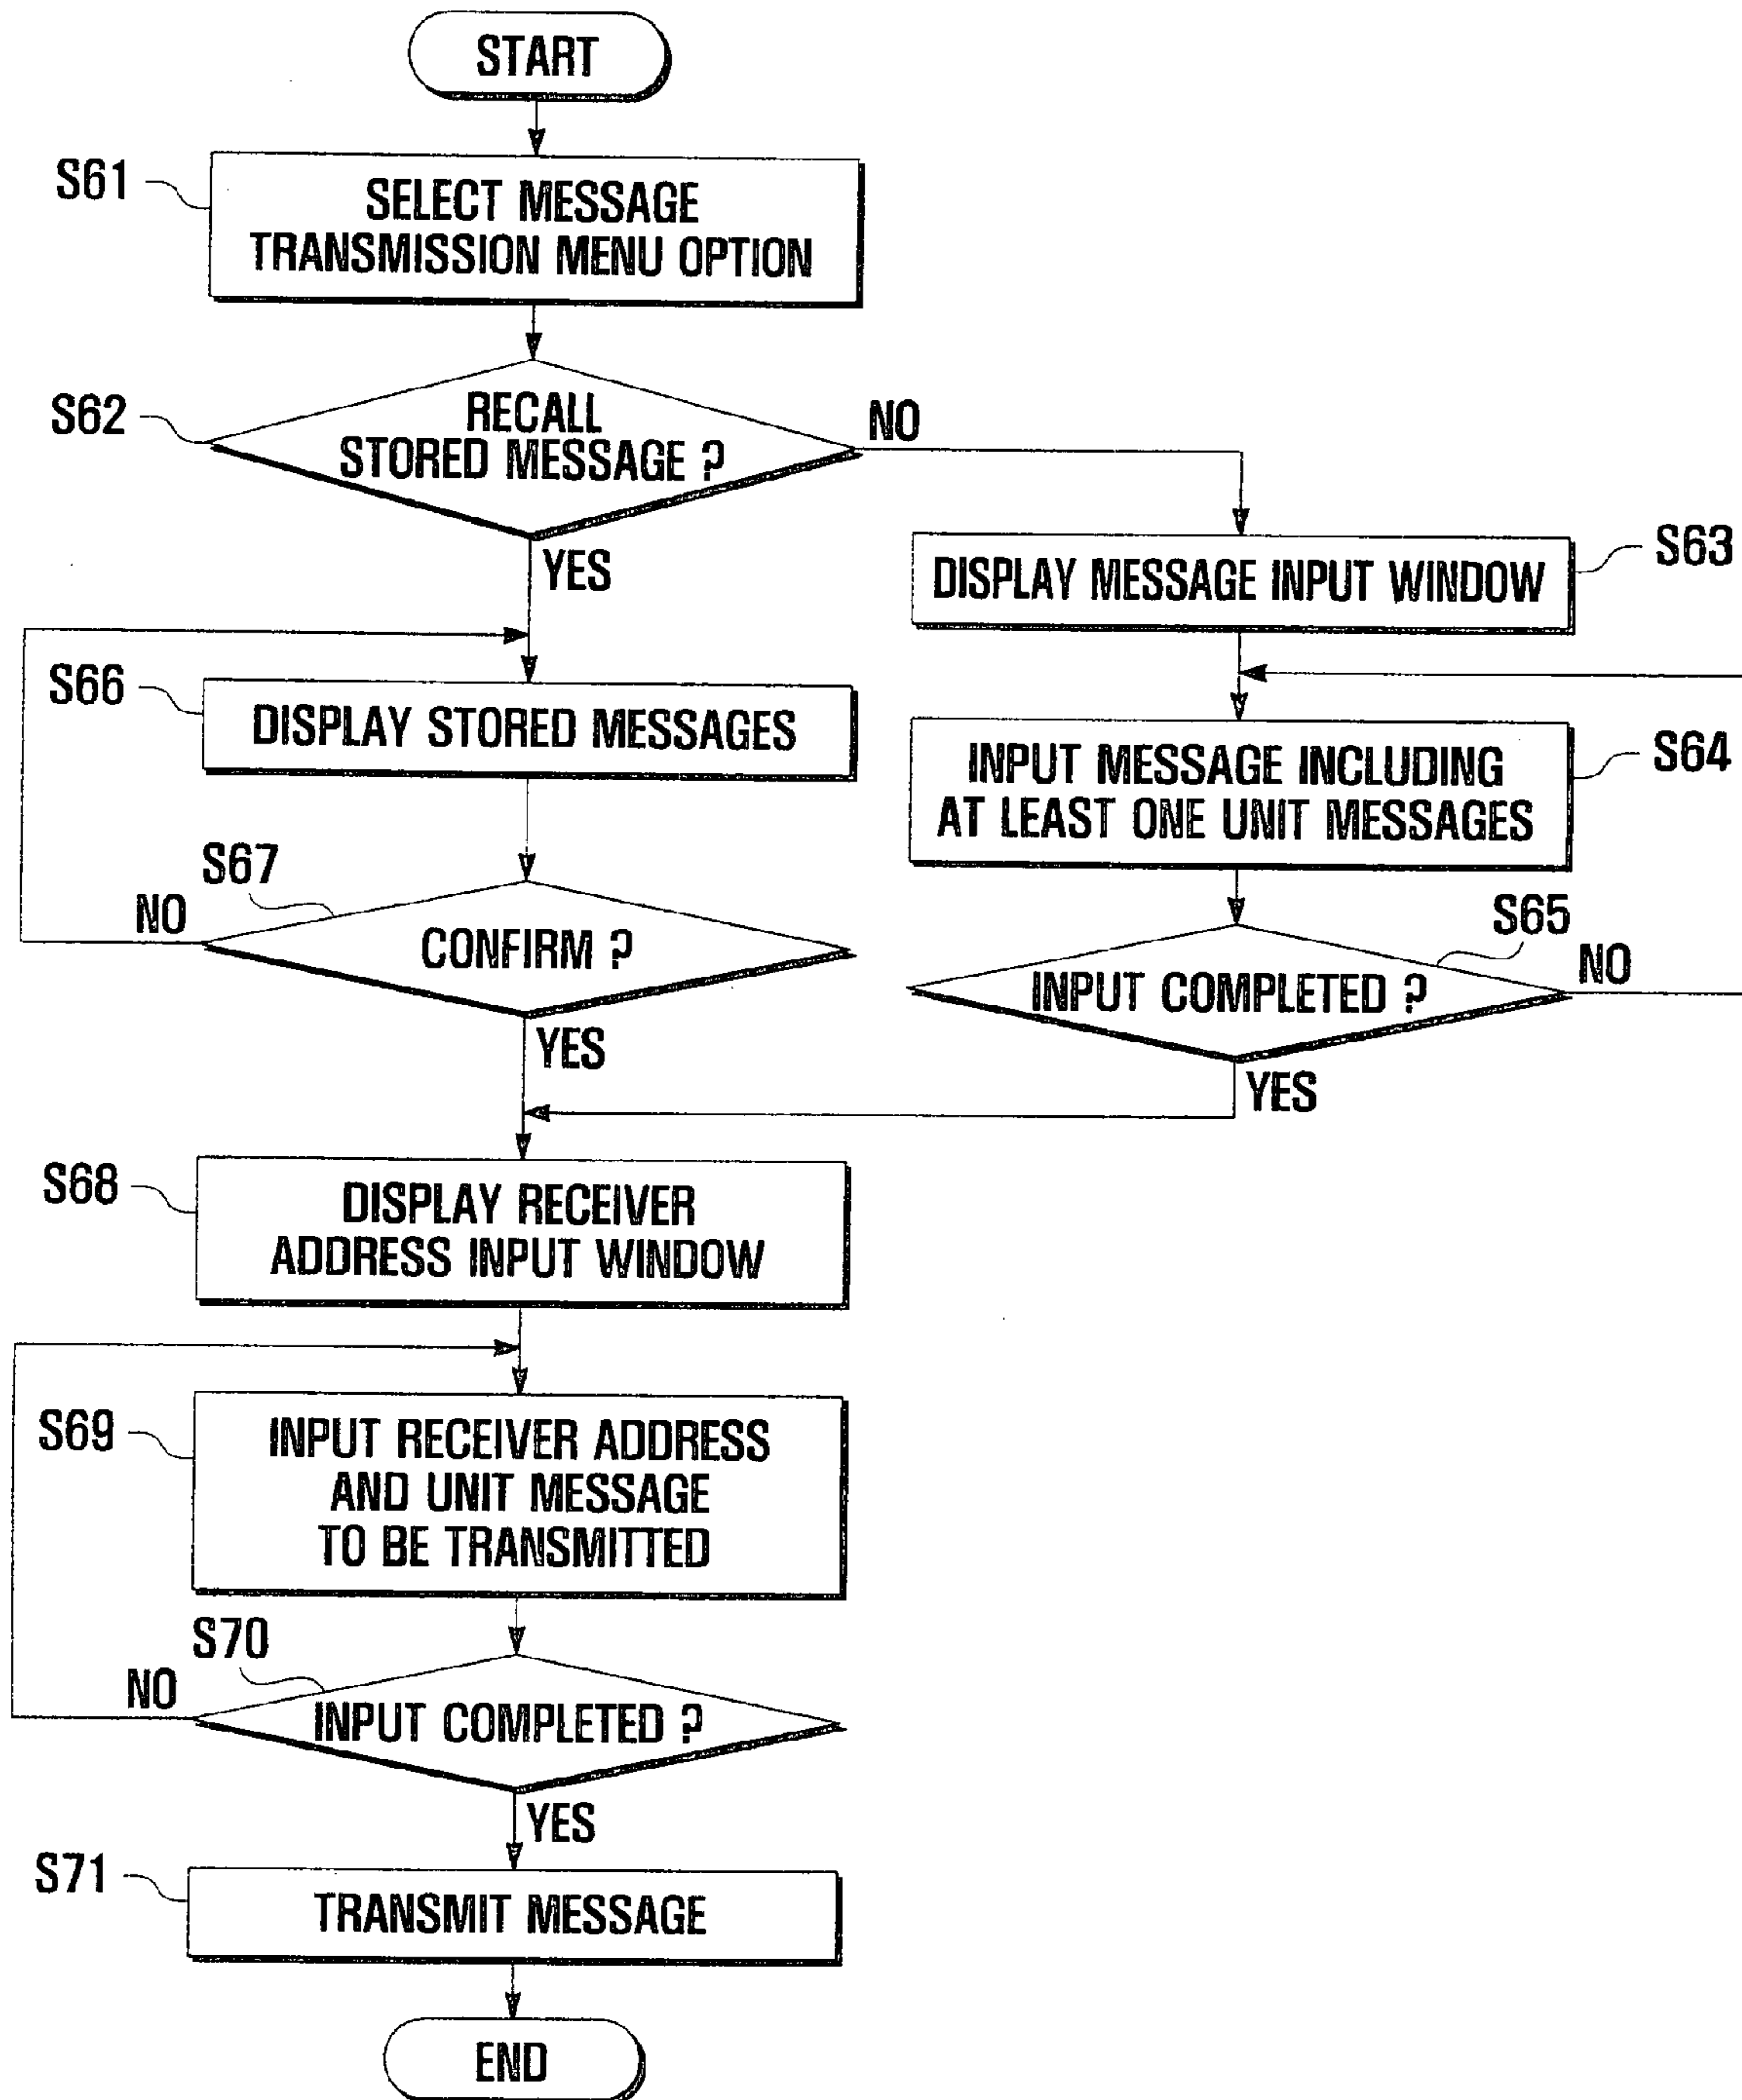 START
S61
SELECT MESSAGE
TRANSMISSION MENU OPTION
S62
RECALL
STORED MESSAGE ?
NO
YES
S63
DISPLAY MESSAGE INPUT WINDOW
S66
DISPLAY STORED MESSAGES
S64
INPUT MESSAGE INCLUDING
AT LEAST ONE UNIT MESSAGES
S67
NO
CONFIRM ?
YES
S65
INPUT COMPLETED ?
NO
YES
S68
DISPLAY RECEIVER
ADDRESS INPUT WINDOW
S69
INPUT RECEIVER ADDRESS
AND UNIT MESSAGE
TO BE TRANSMITTED
S70
NO
INPUT COMPLETED ?
YES
S71
TRANSMIT MESSAGE
END